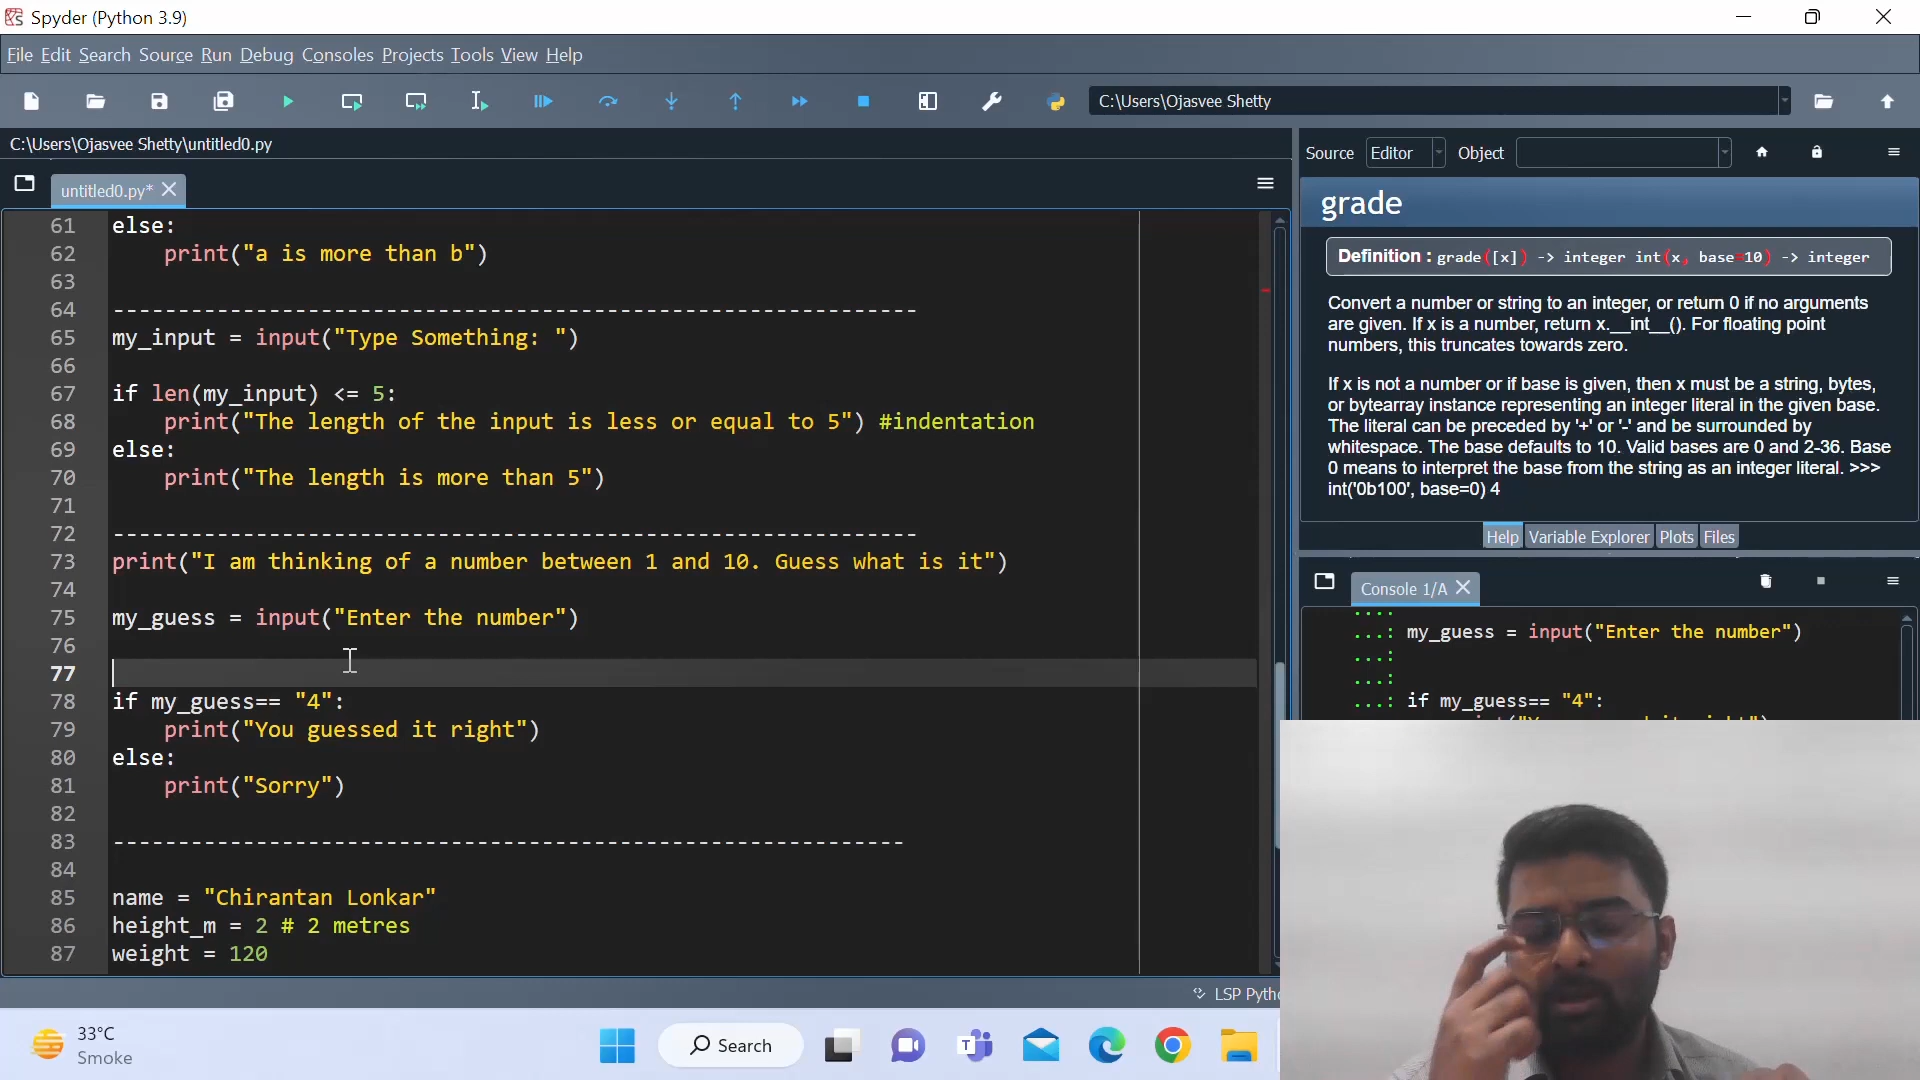 Spyder (Python 3.9)
File Edit Search Source Run Debug Consoles Projects Tools View Help
C:\Users\Ojasvee Shetty
C:\Users\Ojasvee Shetty\untitled0.py
untitled0.py*
61 else:
62 print("a is more than b")
63
64 --------------------------------------------------------------
65 my_input = input("Type Something: ")
66
67 if len(my_input) <= 5:
68 print("The length of the input is less or equal to 5") #indentation
69 else:
70 print("The length is more than 5")
71
72 --------------------------------------------------------------
73 print("I am thinking of a number between 1 and 10. Guess what is it")
74
75 my_guess = input("Enter the number")
76
77
78 if my_guess== "4":
79 print("You guessed it right")
80 else:
81 print("Sorry")
82
83 -------------------------------------------------------------
84
85 name = "Chirantan Lonkar"
86 height_m = 2 # 2 metres
87 weight = 120
LSP Pytho
Source Editor Object
grade
Definition : grade([x]) -> integer int(x, base=10) -> integer
Convert a number or string to an integer, or return 0 if no arguments
are given. If x is a number, return x.__int__(). For floating point
numbers, this truncates towards zero.
If x is not a number or if base is given, then x must be a string, bytes,
or bytearray instance representing an integer literal in the given base.
The literal can be preceded by '+' or '-' and be surrounded by
whitespace. The base defaults to 10. Valid bases are 0 and 2-36. Base
0 means to interpret the base from the string as an integer literal. >>>
int('0b100', base=0) 4
Help Variable Explorer Plots Files
Console 1/A
...:
...: my_guess = input("Enter the number")
...:
...:
...: if my_guess== "4":
33°C
Smoke
Search